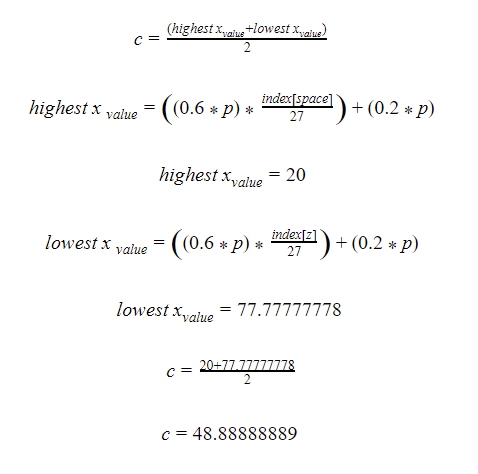 c = (highest x_value+lowest x_value) / 2
highest x value = ((0.6 * p) * index[space] / 27) + (0.2 * p)
highest x_value = 20
lowest x value = ((0.6 * p) * index[z] / 27) + (0.2 * p)
lowest x_value = 77.77777778
c = 20+77.77777778 / 2
c = 48.88888889